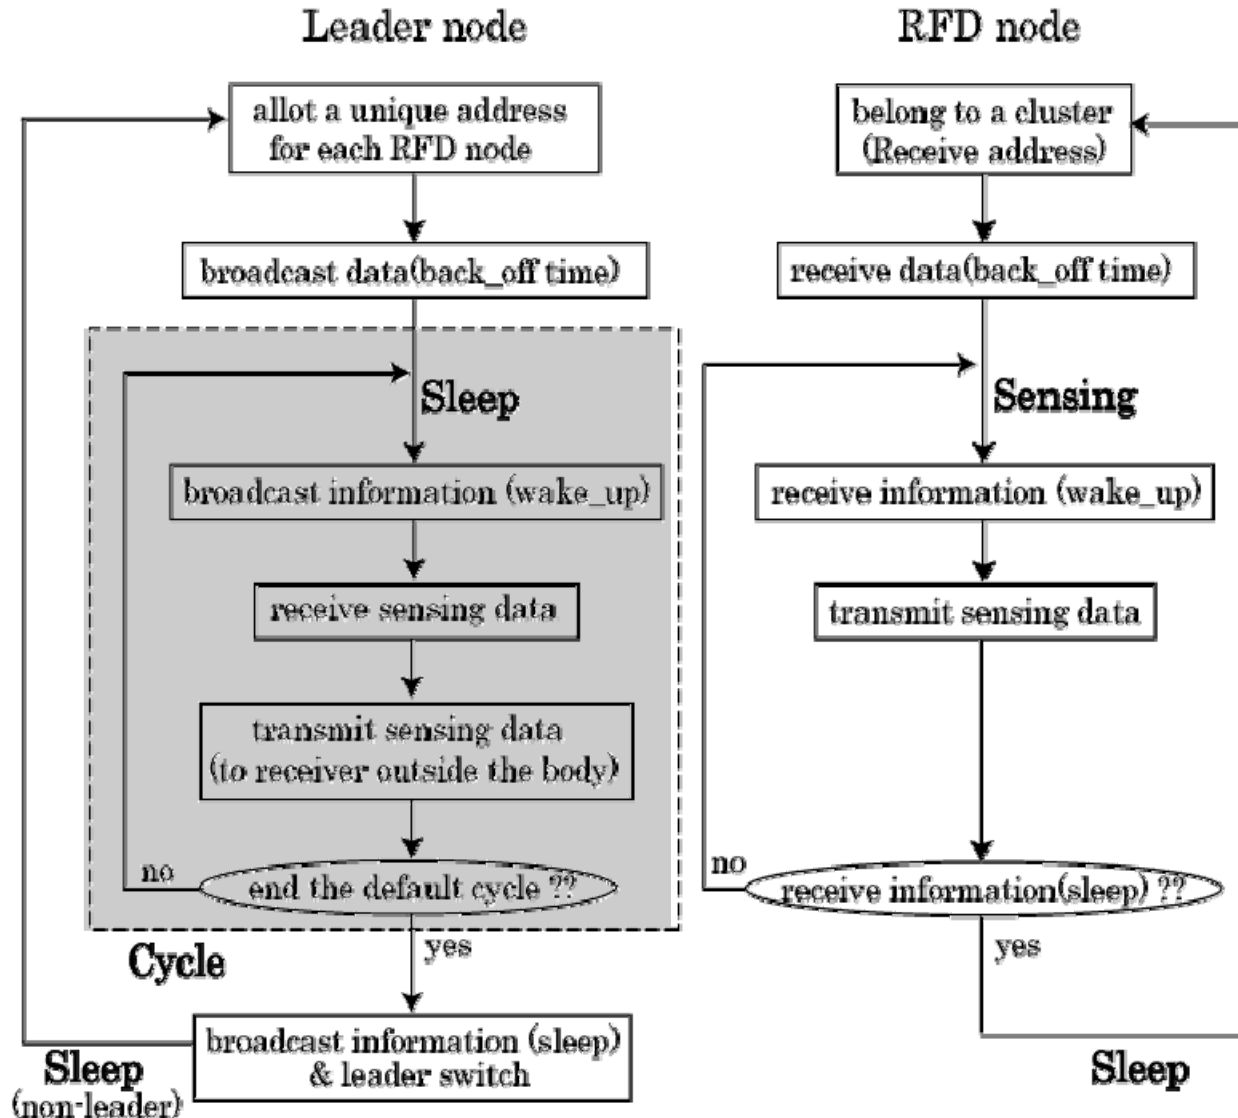 Leader node
allot a unique address
for each RFD node
broadcast data(back_off time)
Sleep
broadcast information (wake_up)
receive sensing data
transmit sensing data
(to receiver outside the body)
no
end the default cycle ??
Cycle
yes
broadcast information (sleep)
& leader switch
Sleep
(non-leader)
RFD node
belong to a cluster
(Receive address)
receive data(back_off time)
Sensing
receive information (wake_up)
transmit sensing data
no
receive information(sleep) ??
yes
Sleep